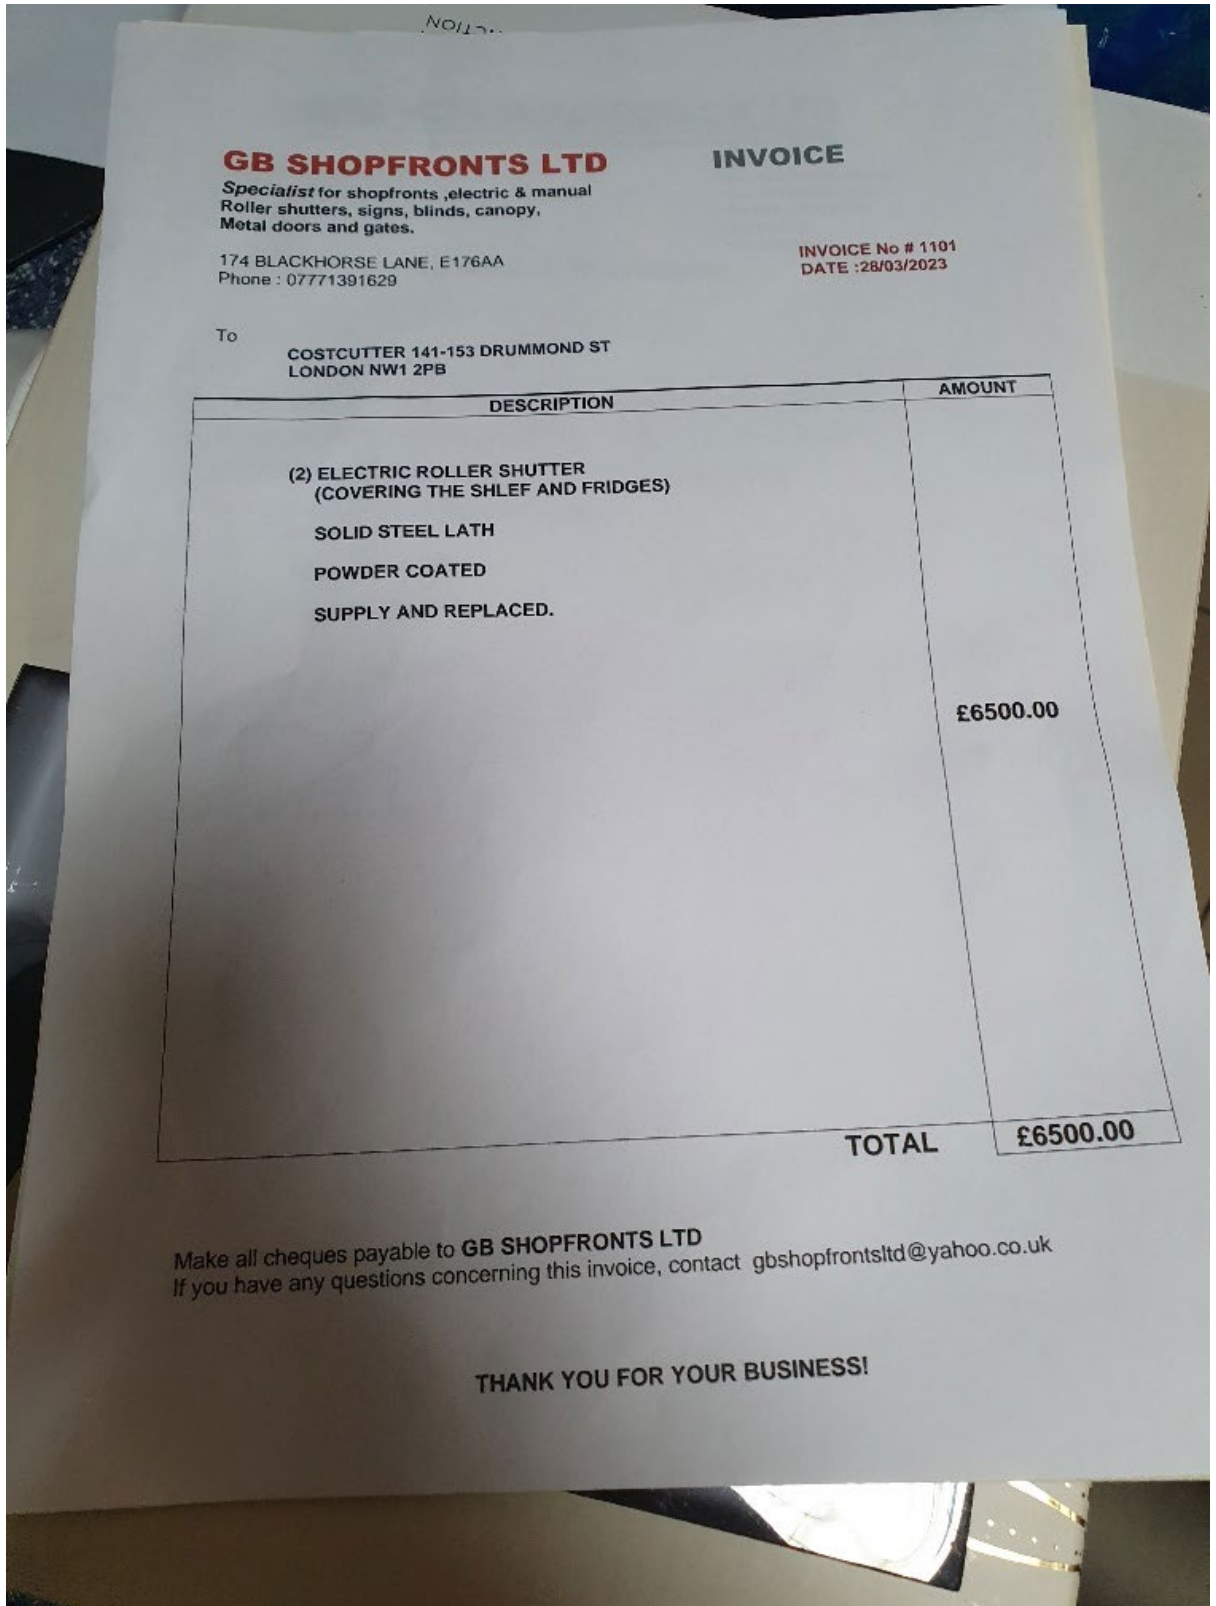 GB SHOPFRONTS LTD
INVOICE
Specialist for shopfronts ,electric & manual
Roller shutters, signs, blinds, canopy,
Metal doors and gates.
174 BLACKHORSE LANE, E176AA
Phone : 07771391629
INVOICE No # 1101
DATE :28/03/2023
To
COSTCUTTER 141-153 DRUMMOND ST
LONDON NW1 2PB
DESCRIPTION
AMOUNT
(2) ELECTRIC ROLLER SHUTTER
(COVERING THE SHLEF AND FRIDGES)
SOLID STEEL LATH
POWDER COATED
SUPPLY AND REPLACED.
£6500.00
TOTAL
£6500.00
Make all cheques payable to GB SHOPFRONTS LTD
If you have any questions concerning this invoice, contact gbshopfrontsltd@yahoo.co.uk
THANK YOU FOR YOUR BUSINESS!